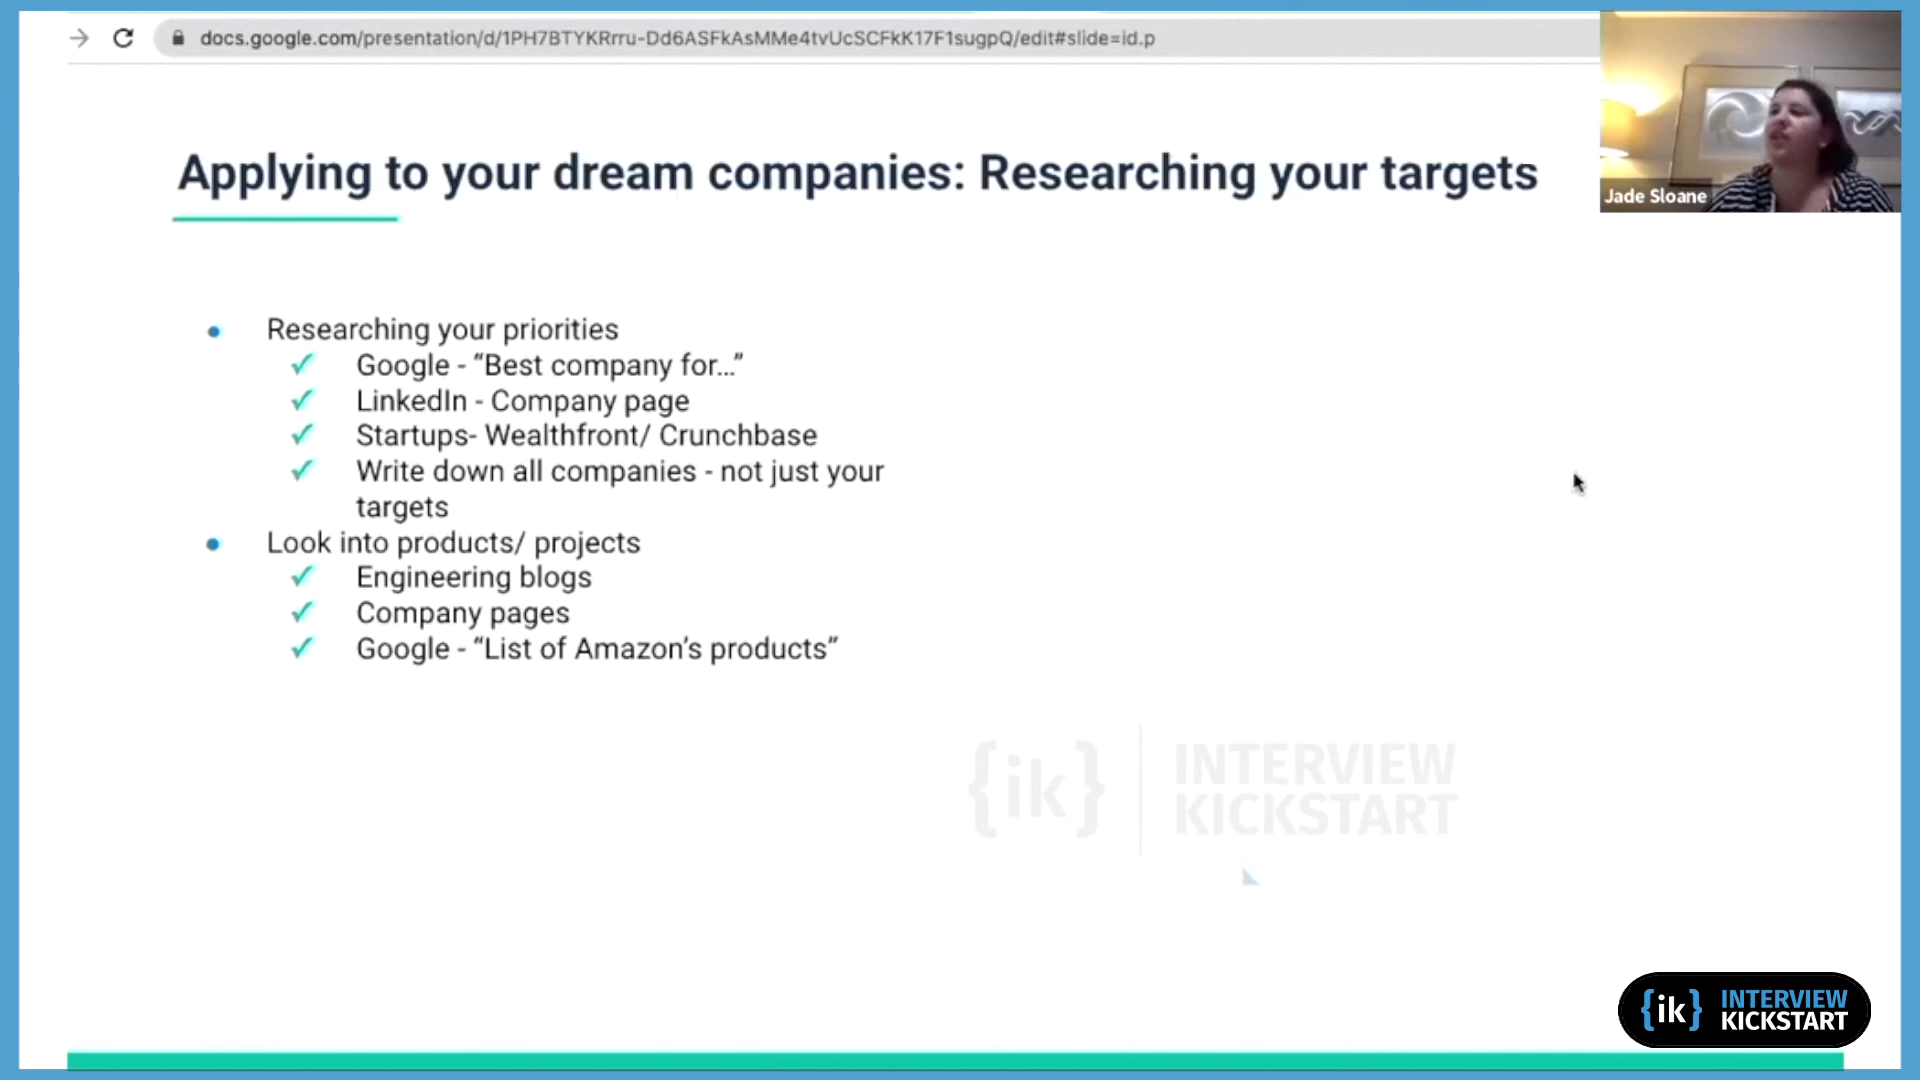 docs.google.com/presentation/d/1PH7BTYKRrru-Dd6ASFkAsMMe4tvUcSCFkK17F1sugpQ/edit#slide=id.p
Jade Sloane
Applying to your dream companies: Researching your targets
Researching your priorities
Google - “Best company for...”
LinkedIn - Company page
Startups- Wealthfront/ Crunchbase
Write down all companies - not just your
targets
Look into products/ projects
Engineering blogs
Company pages
Google - “List of Amazon’s products”
{ik} INTERVIEW
KICKSTART
{ik} INTERVIEW
KICKSTART